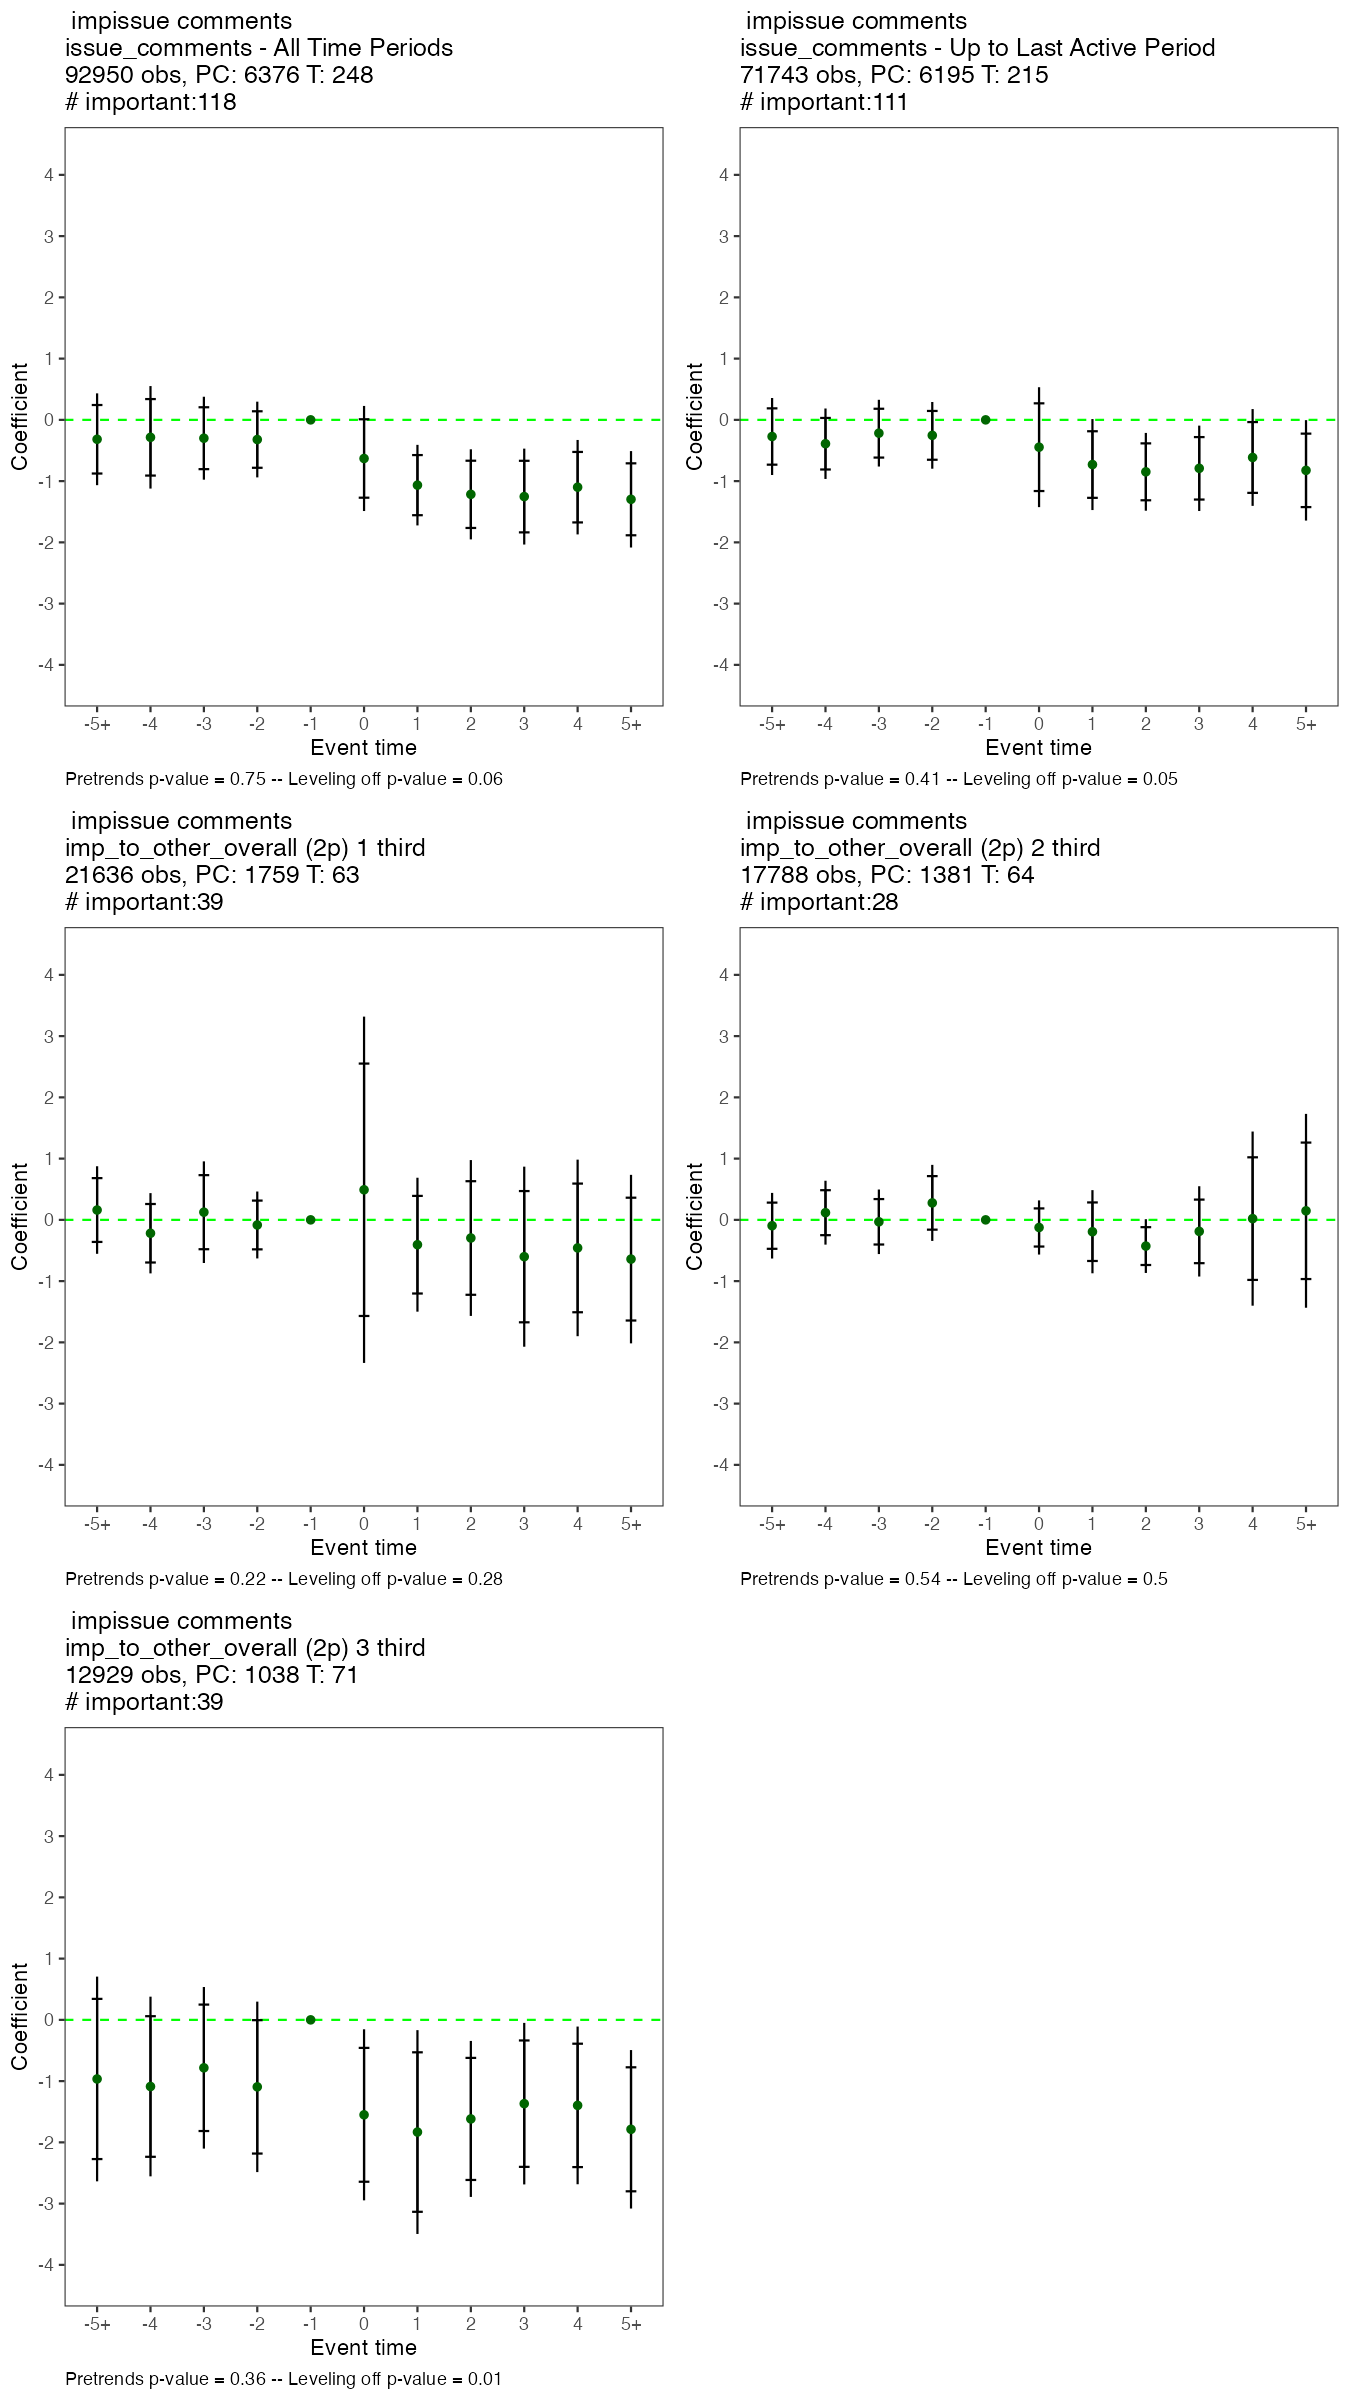 impissue comments
issue_comments - All Time Periods
92950 obs, PC: 6376 T: 248
# important:118
4
3
2
1
0
-1
-2
-3
-4
Coefficient
-5+ -4 -3 -2 -1 0 1 2 3 4 5+
Event time
Pretrends p-value = 0.75 -- Leveling off p-value = 0.06
impissue comments
issue_comments - Up to Last Active Period
71743 obs, PC: 6195 T: 215
# important:111
4
3
2
1
0
-1
-2
-3
-4
Coefficient
-5+ -4 -3 -2 -1 0 1 2 3 4 5+
Event time
Pretrends p-value = 0.41 -- Leveling off p-value = 0.05
impissue comments
imp_to_other_overall (2p) 1 third
21636 obs, PC: 1759 T: 63
# important:39
4
3
2
1
0
-1
-2
-3
-4
Coefficient
-5+ -4 -3 -2 -1 0 1 2 3 4 5+
Event time
Pretrends p-value = 0.22 -- Leveling off p-value = 0.28
impissue comments
imp_to_other_overall (2p) 2 third
17788 obs, PC: 1381 T: 64
# important:28
4
3
2
1
0
-1
-2
-3
-4
Coefficient
-5+ -4 -3 -2 -1 0 1 2 3 4 5+
Event time
Pretrends p-value = 0.54 -- Leveling off p-value = 0.5
impissue comments
imp_to_other_overall (2p) 3 third
12929 obs, PC: 1038 T: 71
# important:39
4
3
2
1
0
-1
-2
-3
-4
Coefficient
-5+ -4 -3 -2 -1 0 1 2 3 4 5+
Event time
Pretrends p-value = 0.36 -- Leveling off p-value = 0.01